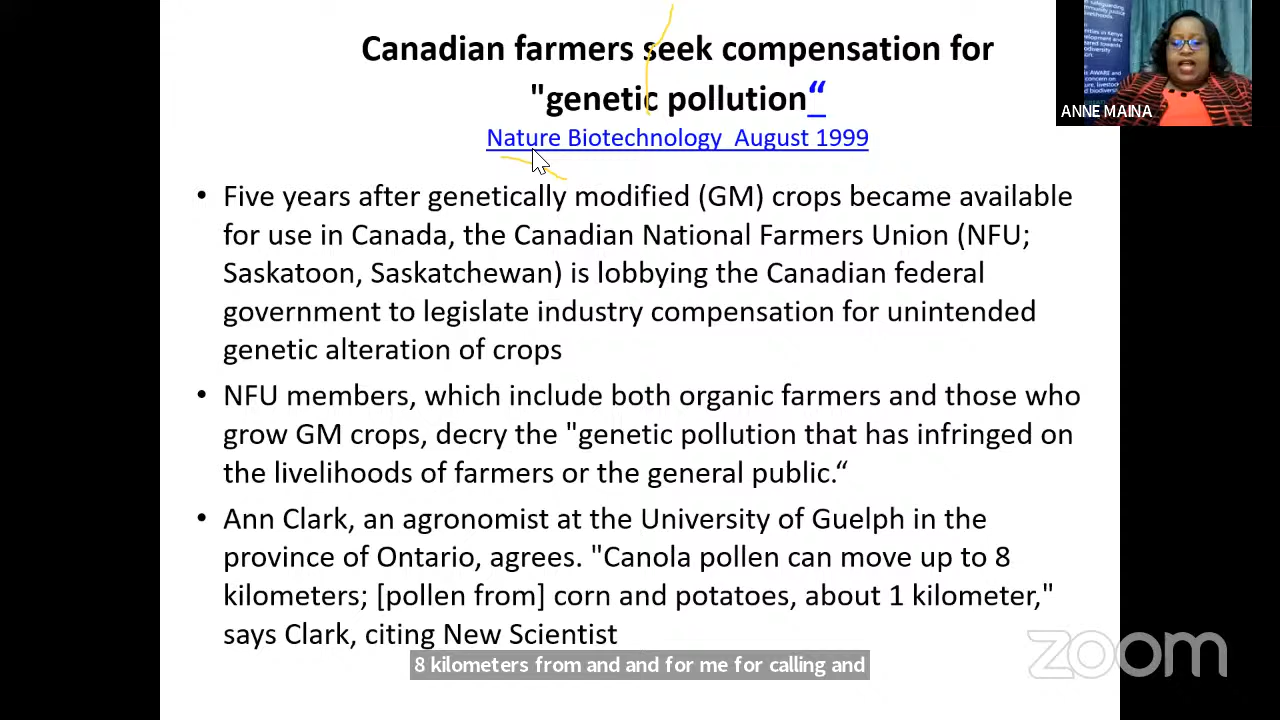 Canadian farmers seek compensation for
"genetic pollution“
Nature Biotechnology August 1999
• Five years after genetically modified (GM) crops became available
for use in Canada, the Canadian National Farmers Union (NFU;
Saskatoon, Saskatchewan) is lobbying the Canadian federal
government to legislate industry compensation for unintended
genetic alteration of crops
• NFU members, which include both organic farmers and those who
grow GM crops, decry the "genetic pollution that has infringed on
the livelihoods of farmers or the general public.“
• Ann Clark, an agronomist at the University of Guelph in the
province of Ontario, agrees. "Canola pollen can move up to 8
kilometers; [pollen from] corn and potatoes, about 1 kilometer,"
says Clark, citing New Scientist
8 kilometers from and and for me for calling and
zoom
ANNE MAINA